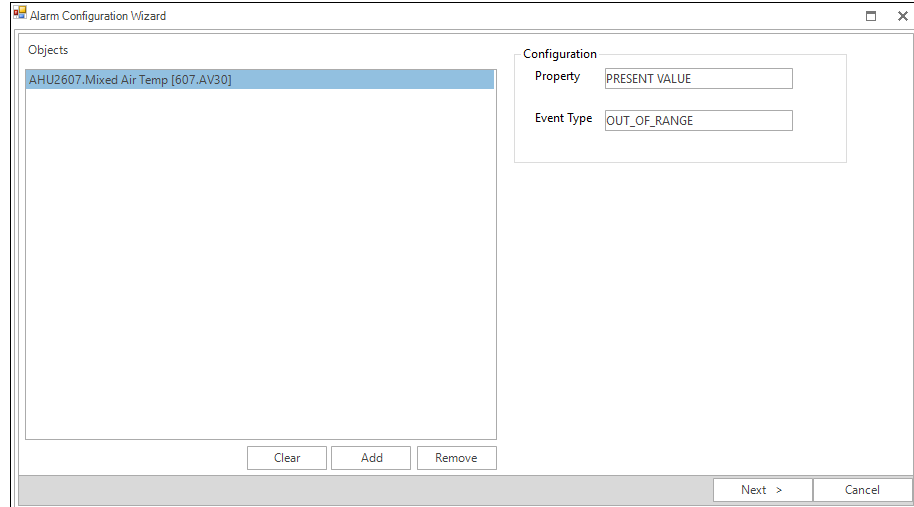 Alarm Configuration Wizard
Objects
AHU2607.Mixed Air Temp [607.AV30]
Clear
Add
Remove
Configuration
Property
PRESENT VALUE
Event Type
OUT_OF_RANGE
Next >
Cancel